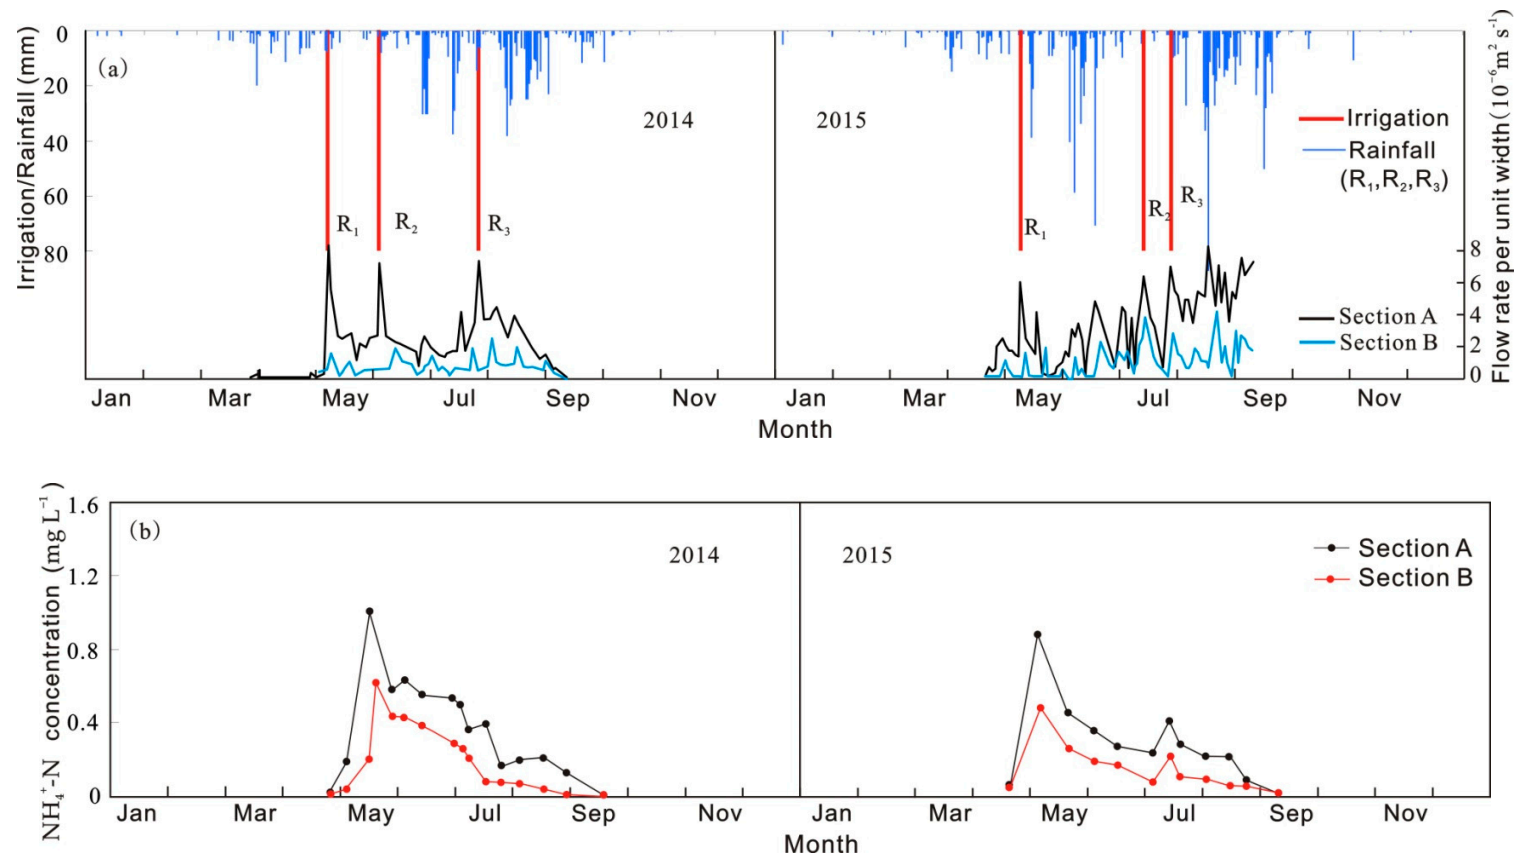 (a)
Irrigation/Rainfall (mm)
0
20
40
60
80
2014
2015
Irrigation
Rainfall
(R₁,R₂,R₃)
R₁
R₂
R₃
R₁
R₂
R₃
Section A
Section B
Flow rate per unit width(10⁻⁶m² s⁻¹)
8
6
4
2
0
Jan Mar May Jul Sep Nov Jan Mar May Jul Sep Nov
Month
(b)
NH₄⁺-N concentration (mg L⁻¹)
1.6
1.2
0.8
0.4
0
2014
2015
Section A
Section B
Jan Mar May Jul Sep Nov Jan Mar May Jul Sep Nov
Month